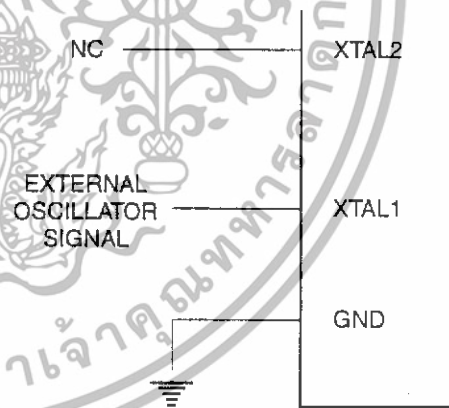 NC
XTAL2
EXTERNAL
OSCILLATOR
SIGNAL
XTAL1
GND